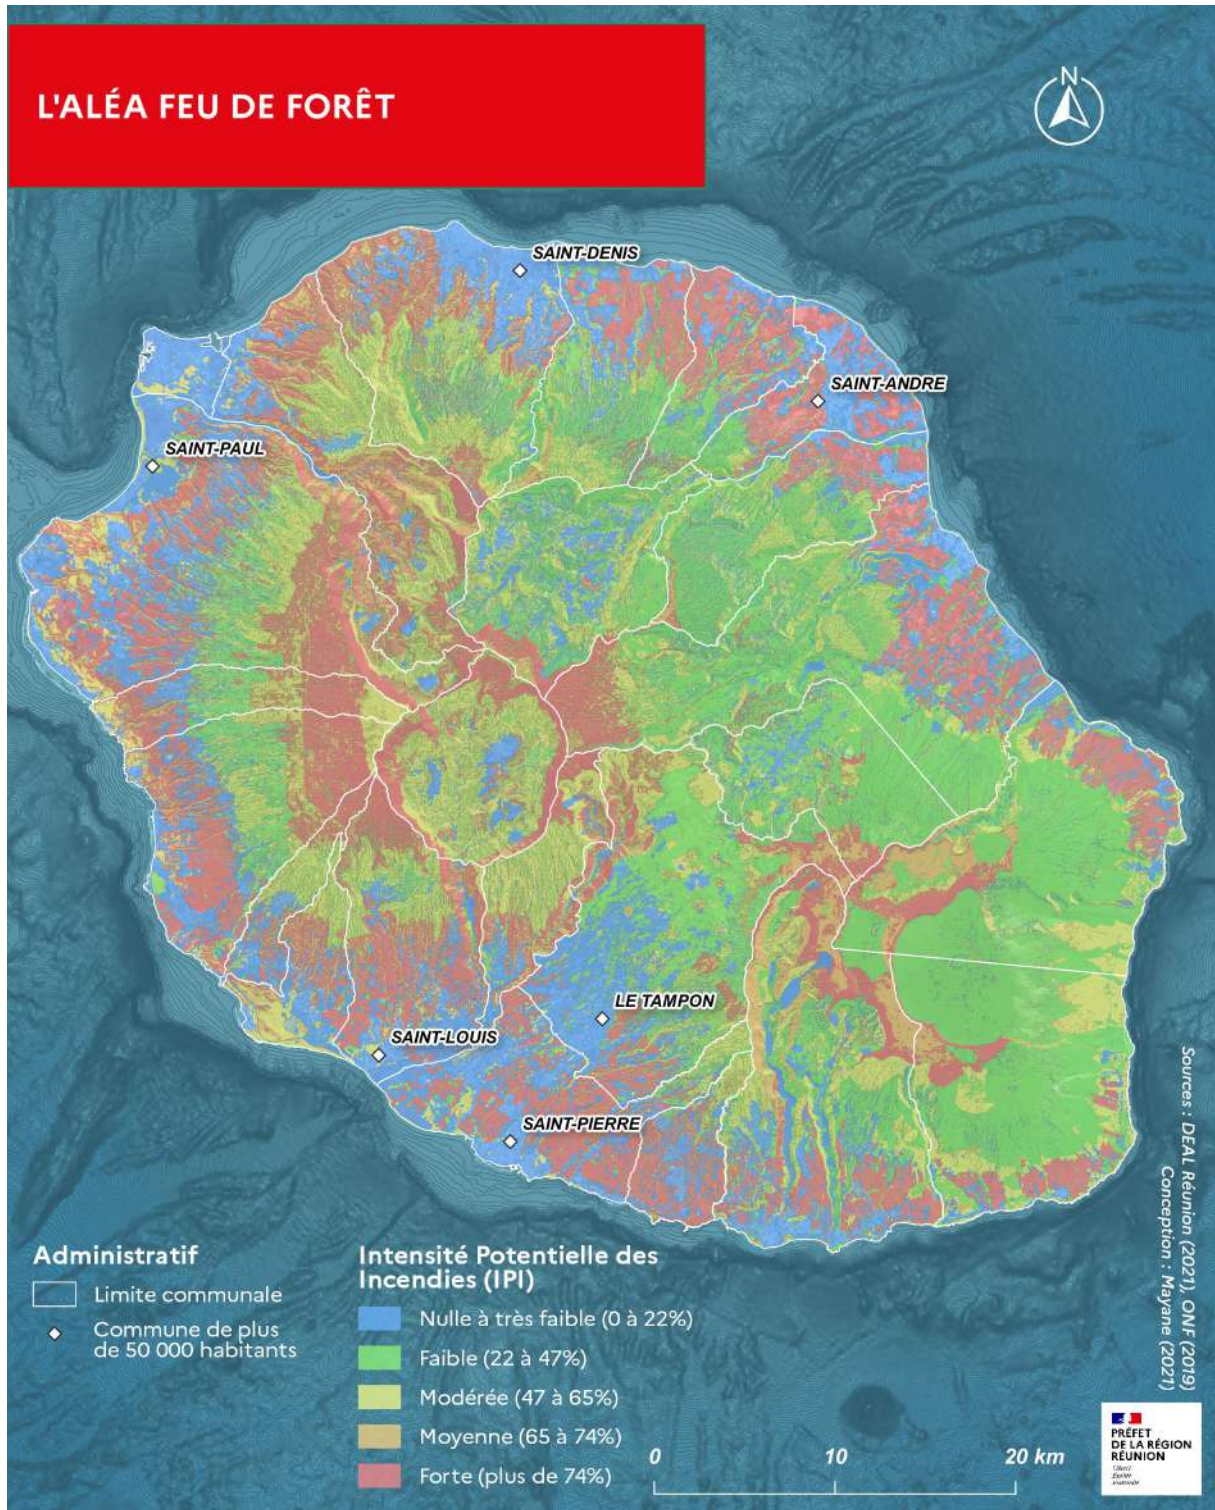 L'ALÉA FEU DE FORÊT
N
SAINT-DENIS
SAINT-ANDRE
SAINT-PAUL
LE TAMPON
SAINT-LOUIS
SAINT-PIERRE
Sources : DEAL Réunion (2021), ONF (2019)
Conception : Mayane (2021)
Administratif
Limite communale
Commune de plus
de 50 000 habitants
Intensité Potentielle des
Incendies (IPI)
Nulle à très faible (0 à 22%)
Faible (22 à 47%)
Modérée (47 à 65%)
Moyenne (65 à 74%)
Forte (plus de 74%)
0 10 20 km
PRÉFET
DE LA RÉGION
RÉUNION
Liberté
Égalité
Fraternité